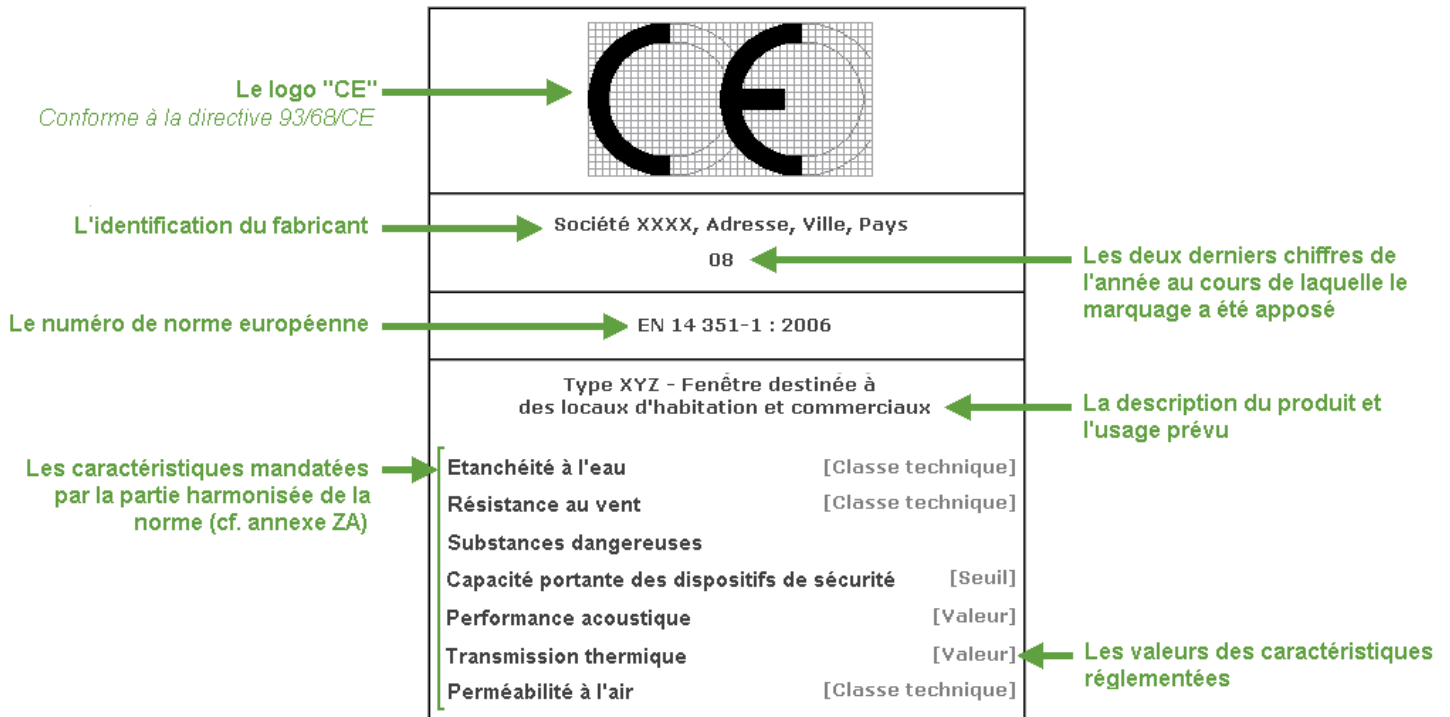 CE
Le logo "CE"
Conforme à la directive 93/68/CE
L'identification du fabricant
Société XXXX, Adresse, Ville, Pays
08
Les deux derniers chiffres de
l'année au cours de laquelle le
marquage a été apposé
Le numéro de norme européenne
EN 14 351-1 : 2006
Type XYZ - Fenêtre destinée à
des locaux d'habitation et commerciaux
La description du produit et
l'usage prévu
Les caractéristiques mandatées
par la partie harmonisée de la
norme (cf. annexe ZA)
Etanchéité à l'eau [Classe technique]
Résistance au vent [Classe technique]
Substances dangereuses
Capacité portante des dispositifs de sécurité [Seuil]
Performance acoustique [Valeur]
Transmission thermique [Valeur]
Les valeurs des caractéristiques
réglementées
Perméabilité à l'air [Classe technique]